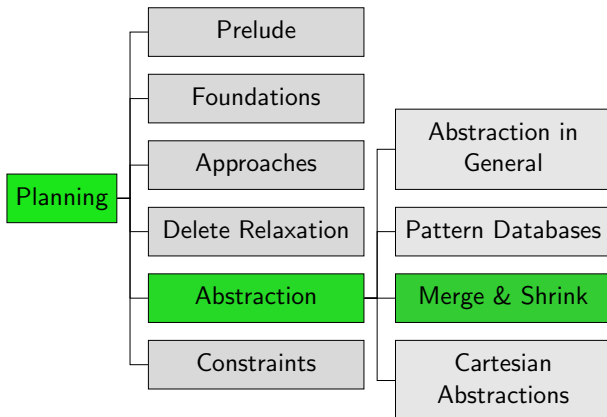 Planning
Prelude
Foundations
Approaches
Delete Relaxation
Abstraction
Constraints
Abstraction in
General
Pattern Databases
Merge & Shrink
Cartesian
Abstractions